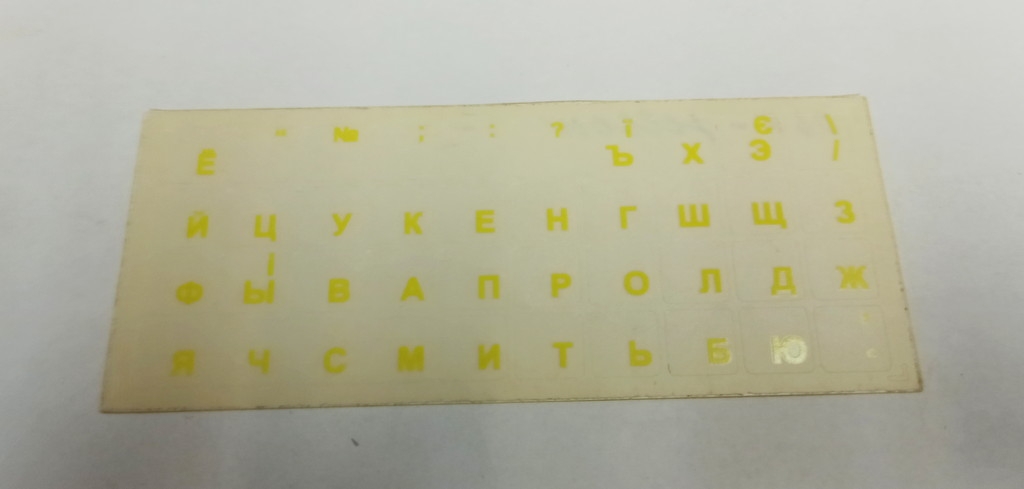 " № ; : ? ї Є \
Ё Ъ Х Э /
Й Ц У К Е Н Г Ш Щ З
І
Ф Ы В А П Р О Л Д Ж
Я Ч С М И Т Ь Б Ю